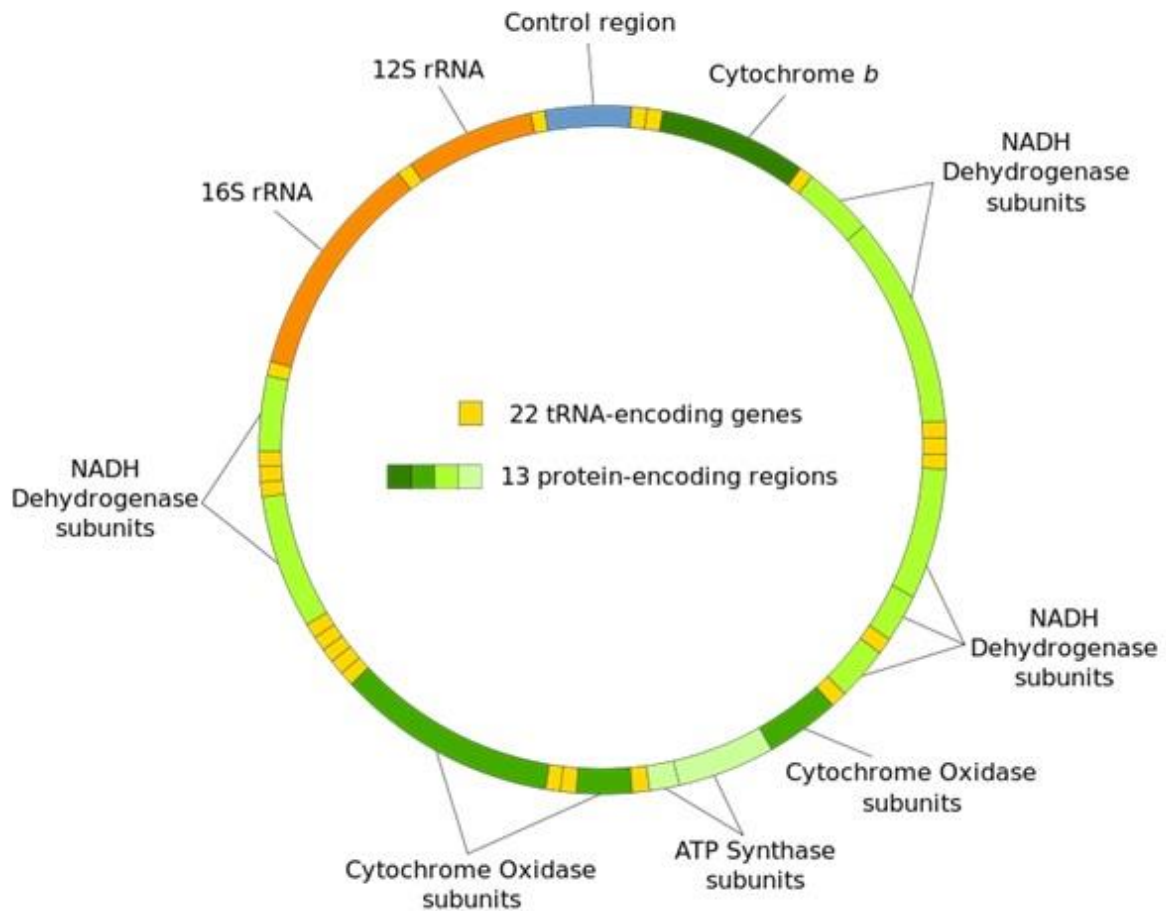 Control region
12S rRNA
Cytochrome b
NADH
Dehydrogenase
subunits
16S rRNA
22 tRNA-encoding genes
NADH
Dehydrogenase
subunits
13 protein-encoding regions
NADH
Dehydrogenase
subunits
Cytochrome Oxidase
subunits
ATP Synthase
subunits
Cytochrome Oxidase
subunits